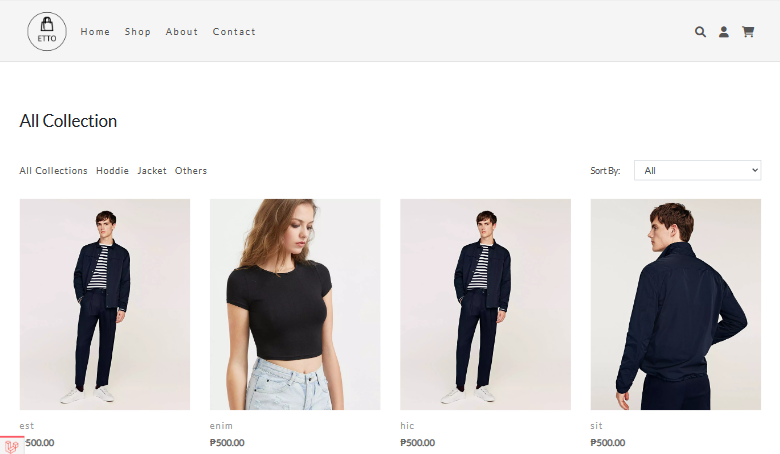 ETTO
Home Shop About Contact
All Collection
All Collections Hoddie Jacket Others
Sort By: All
est enim hic sit
500.00 ₱500.00 ₱500.00 ₱500.00